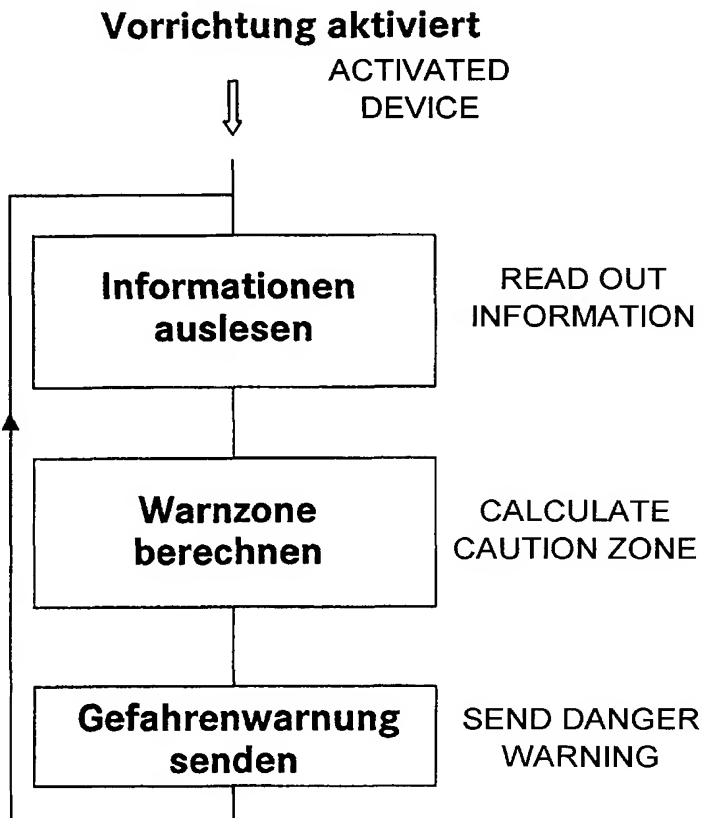 Vorrichtung aktiviert
ACTIVATED
DEVICE
Informationen
auslesen
READ OUT
INFORMATION
Warnzone
berechnen
CALCULATE
CAUTION ZONE
Gefahrenwarnung
senden
SEND DANGER
WARNING